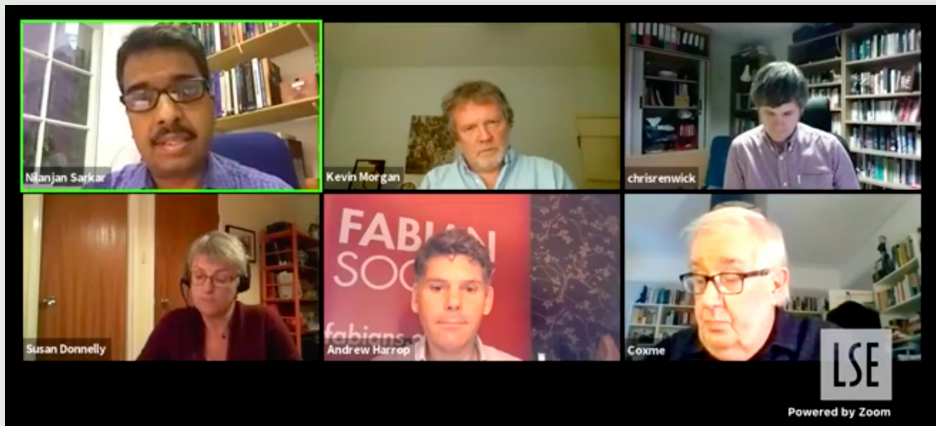 Nilanjan Sarkar
Kevin Morgan
chrisrenwick
FABIAN
SOC
fabians.o
Susan Donnelly
Andrew Harrop
Coxme
LSE
Powered by Zoom